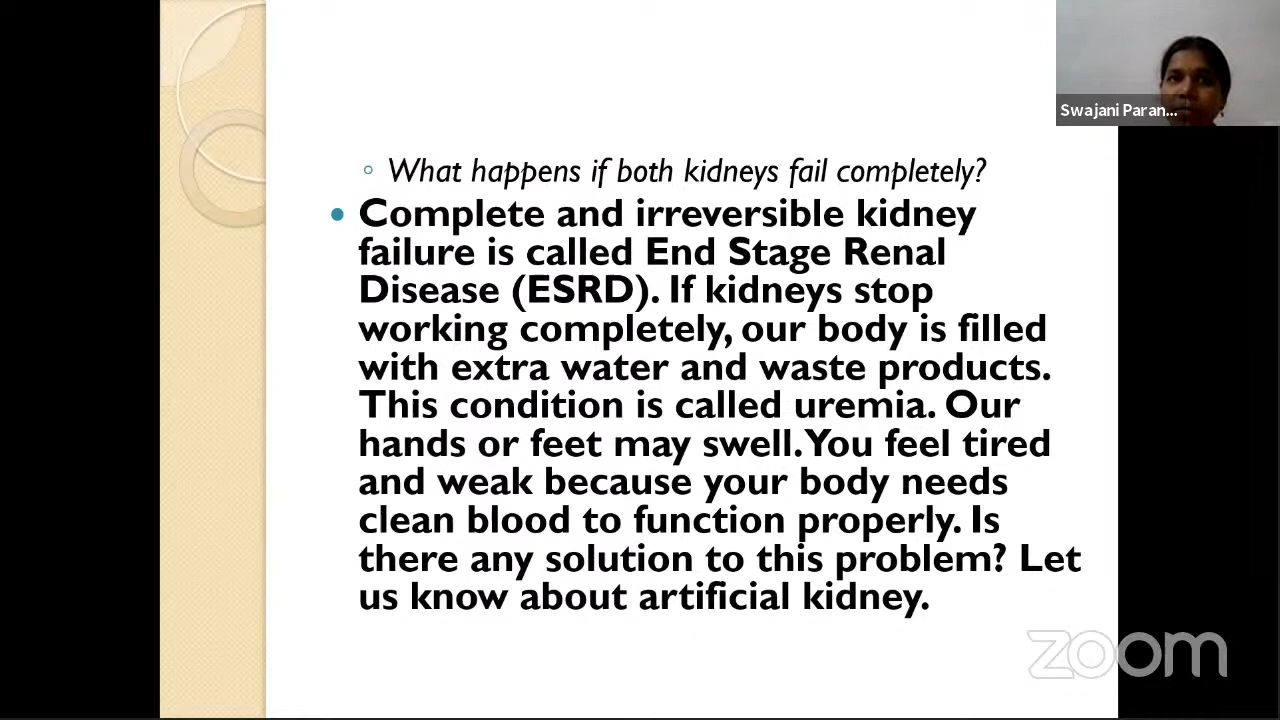 Swajani Paran...
What happens if both kidneys fail completely?
Complete and irreversible kidney
failure is called End Stage Renal
Disease (ESRD). If kidneys stop
working completely, our body is filled
with extra water and waste products.
This condition is called uremia. Our
hands or feet may swell. You feel tired
and weak because your body needs
clean blood to function properly. Is
there any solution to this problem? Let
us know about artificial kidney.
zoom